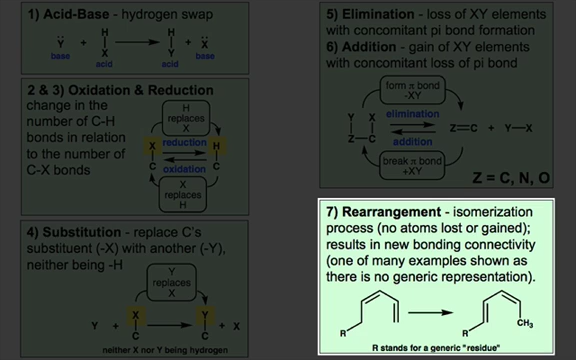 1) Acid-Base - hydrogen swap
Ÿ + H X H Y + Ẍ
base acid acid base
2 & 3) Oxidation & Reduction
change in the
number of C-H
bonds in relation
to the number of
C-X bonds
H
replaces
X
X reduction H
C oxidation C
X
replaces
H
4) Substitution - replace C's
substituent (-X) with another (-Y),
neither being -H
Y
replaces
X
X Y
Y + C C + X
neither X nor Y being hydrogen
5) Elimination - loss of XY elements
with concomitant pi bond formation
6) Addition - gain of XY elements
with concomitant loss of pi bond
form π bond
-XY
Y X elimination
Z-C addition Z=C + Y-X
break π bond
+XY
Z = C, N, O
7) Rearrangement - isomerization
process (no atoms lost or gained);
results in new bonding connectivity
(one of many examples shown as
there is no generic representation).
R R CH3
R stands for a generic "residue"